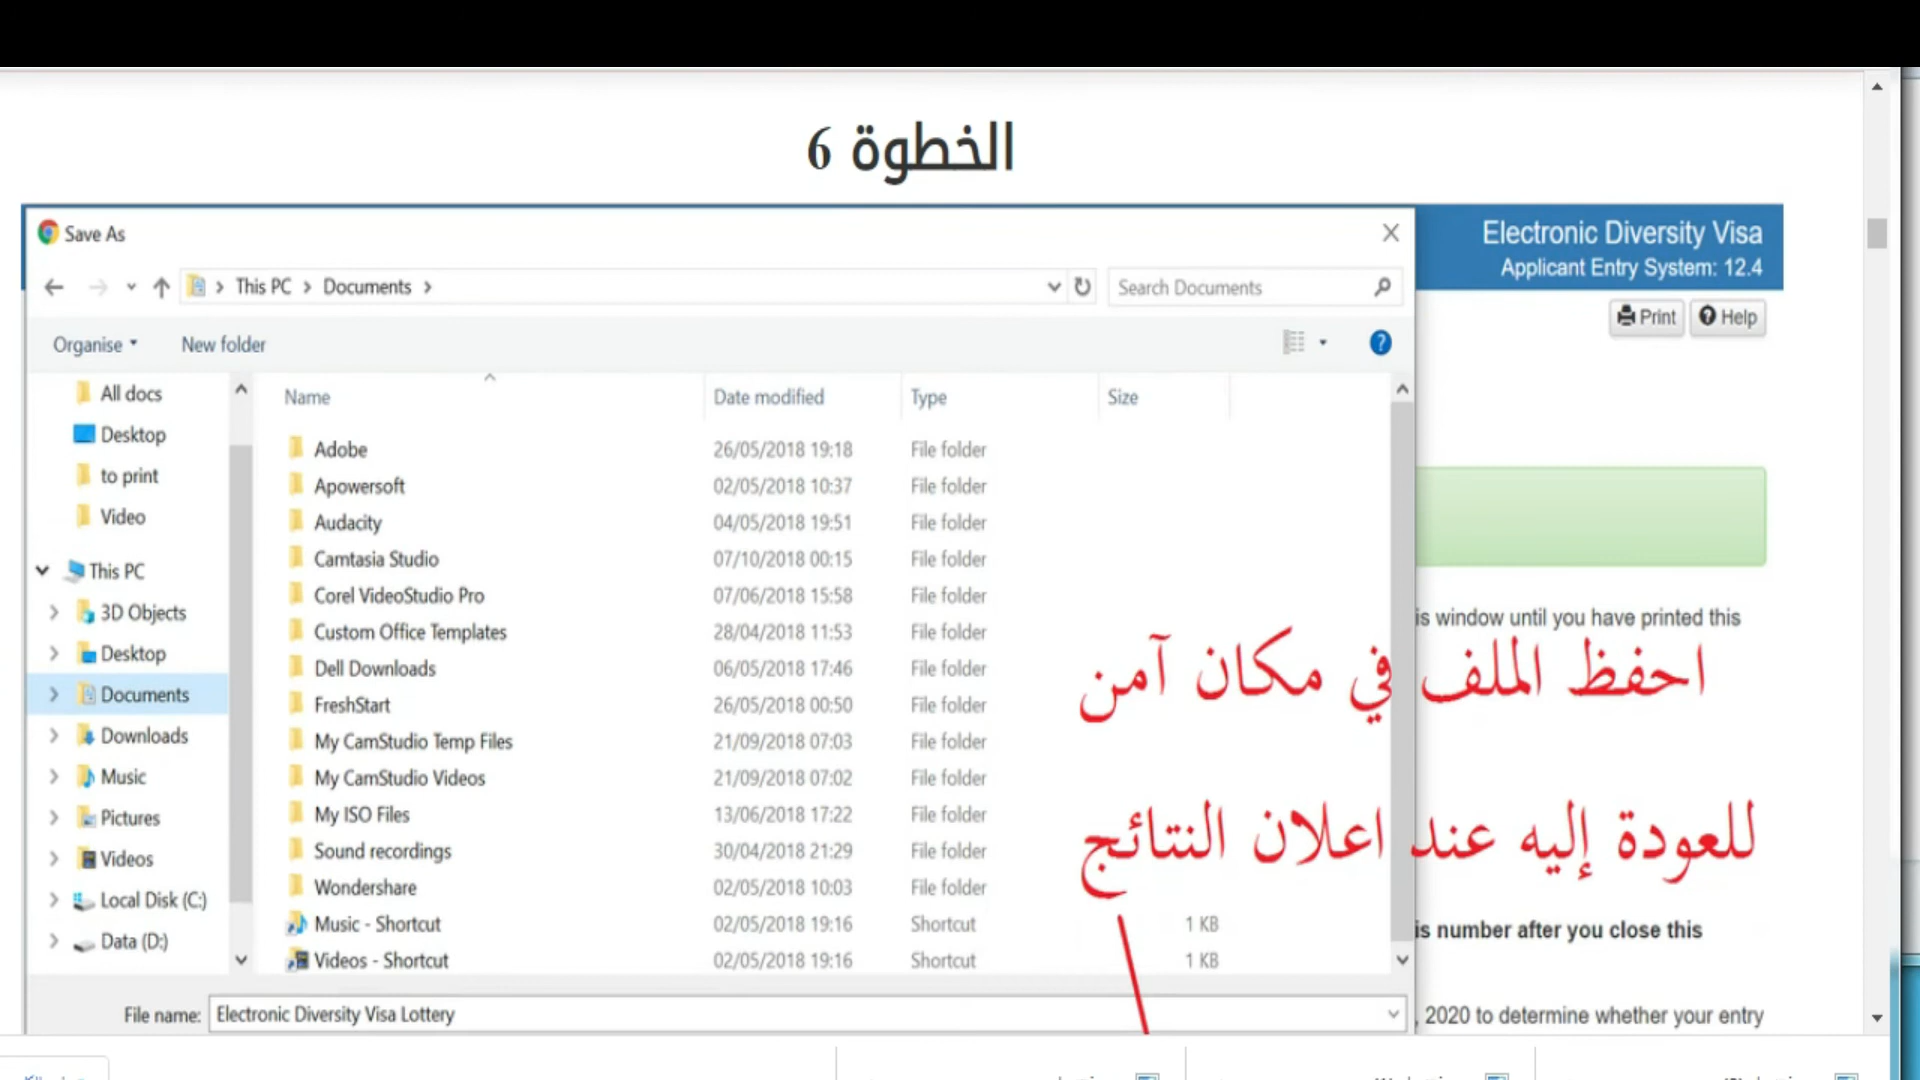 الخطوة 6
Save As
Electronic Diversity Visa
Applicant Entry System: 12.4
This PC
Documents
Search Documents
Print
Help
Organise
New folder
Name
Date modified
Type
Size
All docs
Desktop
to print
Video
This PC
3D Objects
Desktop
Documents
Downloads
Music
Pictures
Videos
Local Disk (C:)
Data (D:)
Adobe 26/05/2018 19:18 File folder
Apowersoft 02/05/2018 10:37 File folder
Audacity 04/05/2018 19:51 File folder
Camtasia Studio 07/10/2018 00:15 File folder
Corel VideoStudio Pro 07/06/2018 15:58 File folder
Custom Office Templates 28/04/2018 11:53 File folder
Dell Downloads 06/05/2018 17:46 File folder
FreshStart 26/05/2018 00:50 File folder
My CamStudio Temp Files 21/09/2018 07:03 File folder
My CamStudio Videos 21/09/2018 07:02 File folder
My ISO Files 13/06/2018 17:22 File folder
Sound recordings 30/04/2018 21:29 File folder
Wondershare 02/05/2018 10:03 File folder
Music - Shortcut 02/05/2018 19:16 Shortcut 1 KB
Videos - Shortcut 02/05/2018 19:16 Shortcut 1 KB
is window until you have printed this
احفظ الملف في مكان آمن
للعودة إليه عند اعلان النتائج
is number after you close this
, 2020 to determine whether your entry
File name: Electronic Diversity Visa Lottery